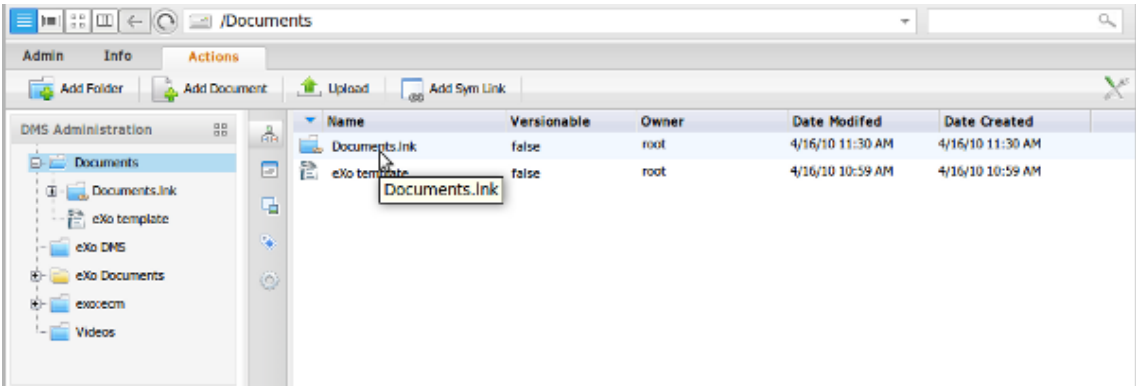 /Documents
Admin Info Actions
Add Folder Add Document Upload Add Sym Link
DMS Administration
Documents
Documents.lnk
eXo template
eXo DMS
eXo Documents
exo:ecm
Videos
Name Versionable Owner Date Modifed Date Created
Documents.lnk false root 4/16/10 11:30 AM 4/16/10 11:30 AM
eXo template false root 4/16/10 10:59 AM 4/16/10 10:59 AM
Documents.lnk